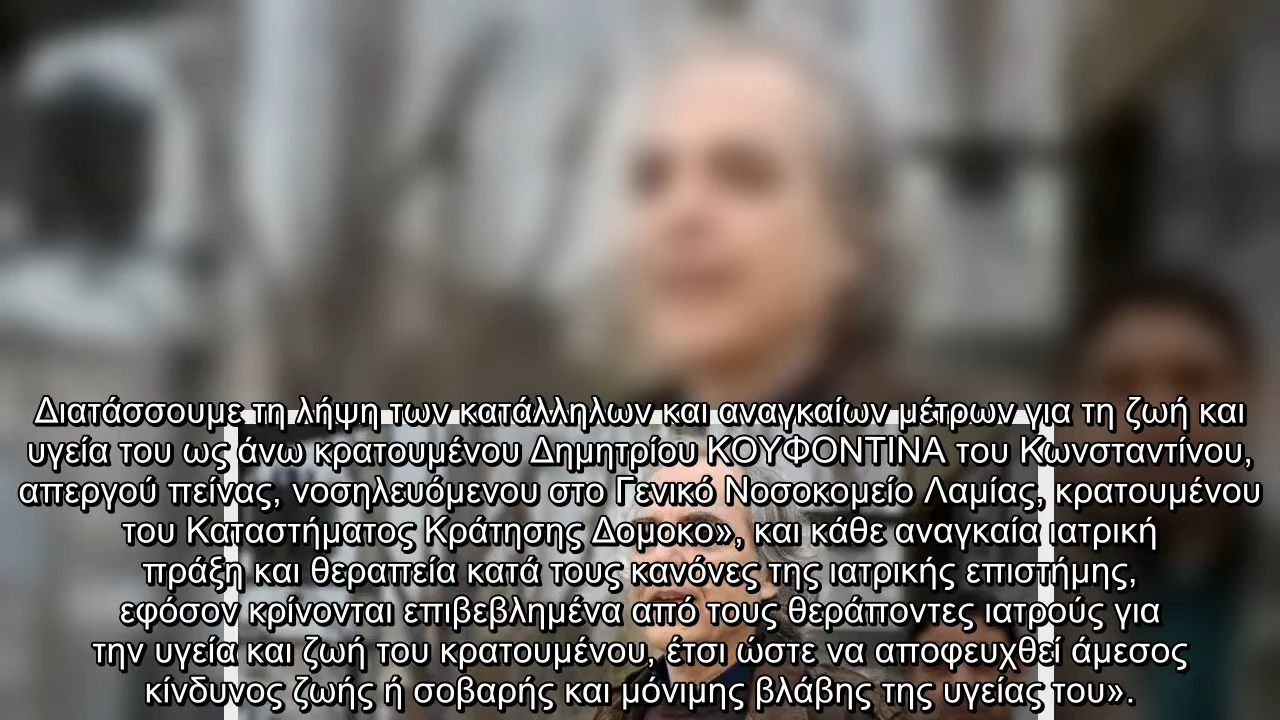 Διατάσσουμε τη λήψη των κατάλληλων και αναγκαίων μέτρων για τη ζωή και
υγεία του ως άνω κρατουμένου Δημητρίου ΚΟΥΦΟΝΤΙΝΑ του Κωνσταντίνου,
απεργού πείνας, νοσηλευόμενου στο Γενικό Νοσοκομείο Λαμίας, κρατουμένου
του Καταστήματος Κράτησης Δομοκο», και κάθε αναγκαία ιατρική
πράξη και θεραπεία κατά τους κανόνες της ιατρικής επιστήμης,
εφόσον κρίνονται επιβεβλημένα από τους θεράποντες ιατρούς για
την υγεία και ζωή του κρατουμένου, έτσι ώστε να αποφευχθεί άμεσος
κίνδυνος ζωής ή σοβαρής και μόνιμης βλάβης της υγείας του».